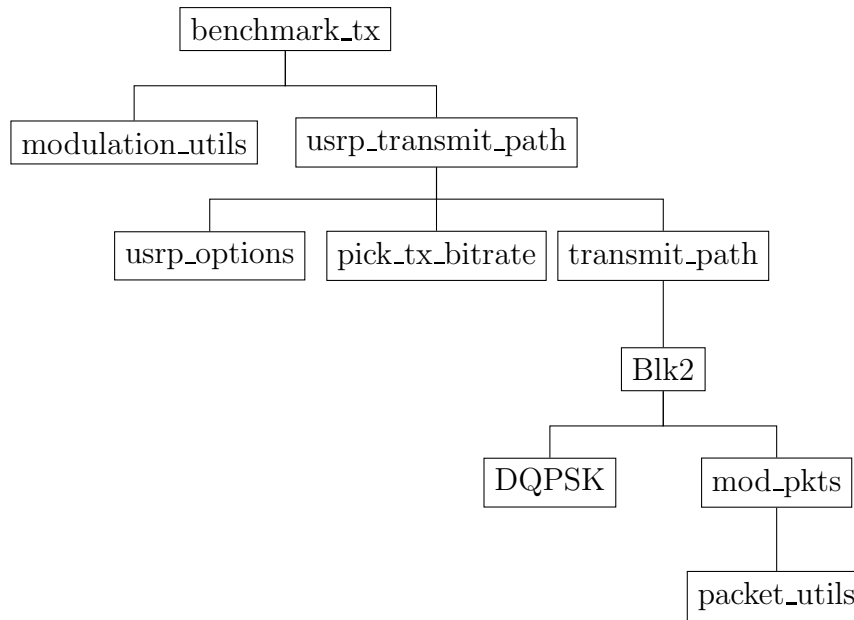 benchmark_tx
modulation_utils
usrp_transmit_path
usrp_options
pick_tx_bitrate
transmit_path
Blk2
DQPSK
mod_pkts
packet_utils